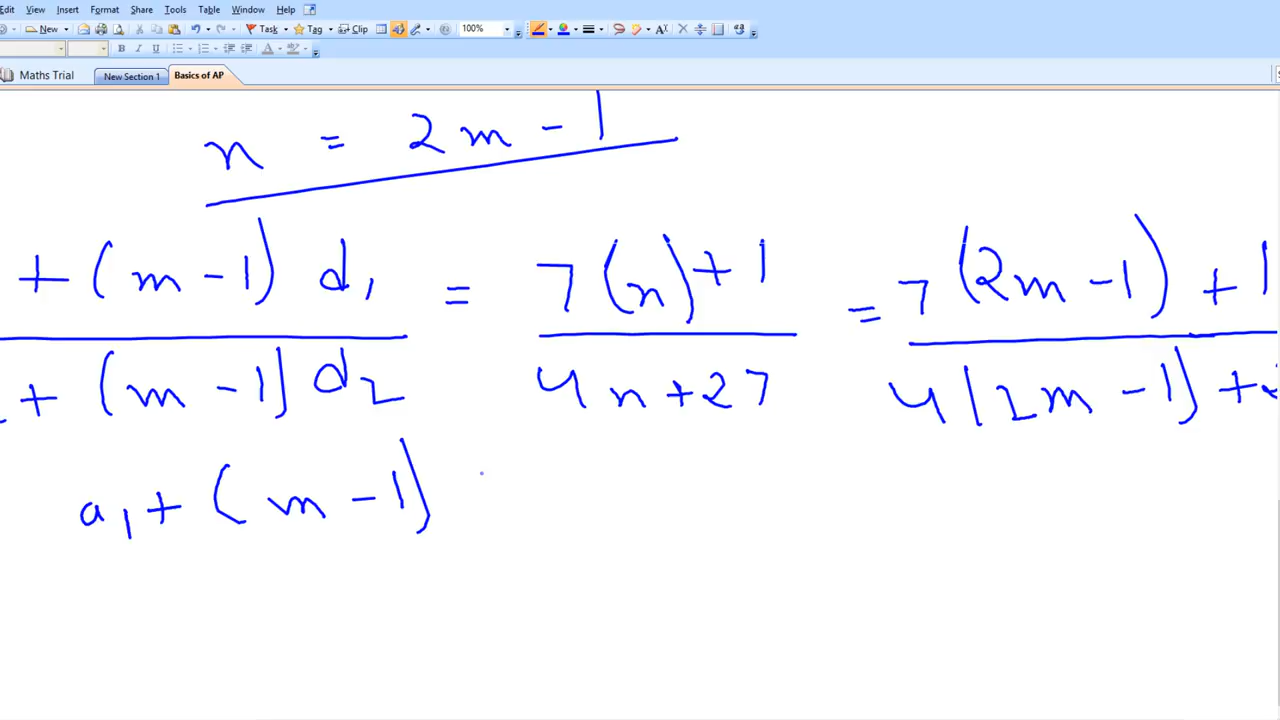 Edit View Insert Format Share Tools Table Window Help
New Task Tag Clip 100%
B I U A
Maths Trial New Section 1 Basics of AP
n = 2m - 1
+ (m - 1) d1 = 7(n) + 1 = 7(2m - 1) + 1
+ (m - 1) d2 4n + 27 4(2m - 1) +
a1 + (m - 1)